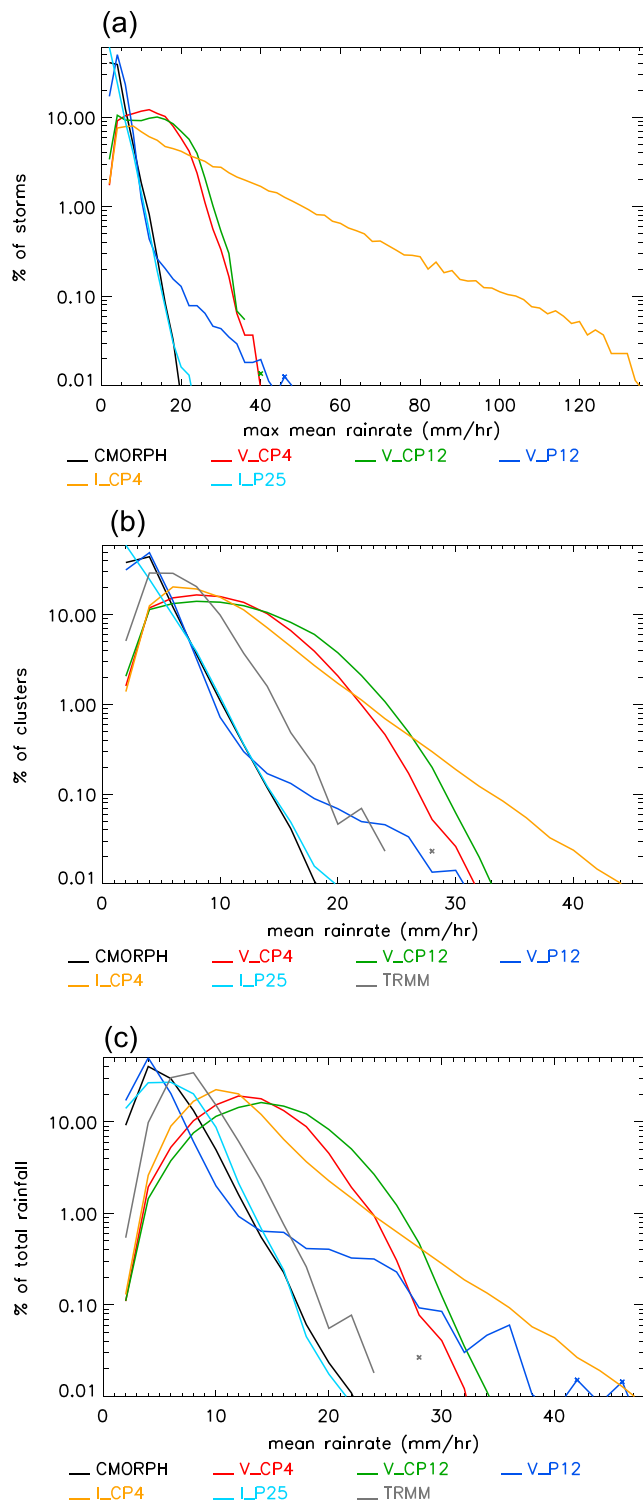 (a)
% of storms
10.00
1.00
0.10
0.01
0 20 40 60 80 100 120
max mean rainrate (mm/hr)
CMORPH V_CP4 V_CP12 V_P12
I_CP4 I_P25
(b)
% of clusters
10.00
1.00
0.10
0.01
0 10 20 30 40
mean rainrate (mm/hr)
CMORPH V_CP4 V_CP12 V_P12
I_CP4 I_P25 TRMM
(c)
% of total rainfall
10.00
1.00
0.10
0.01
0 10 20 30 40
mean rainrate (mm/hr)
CMORPH V_CP4 V_CP12 V_P12
I_CP4 I_P25 TRMM